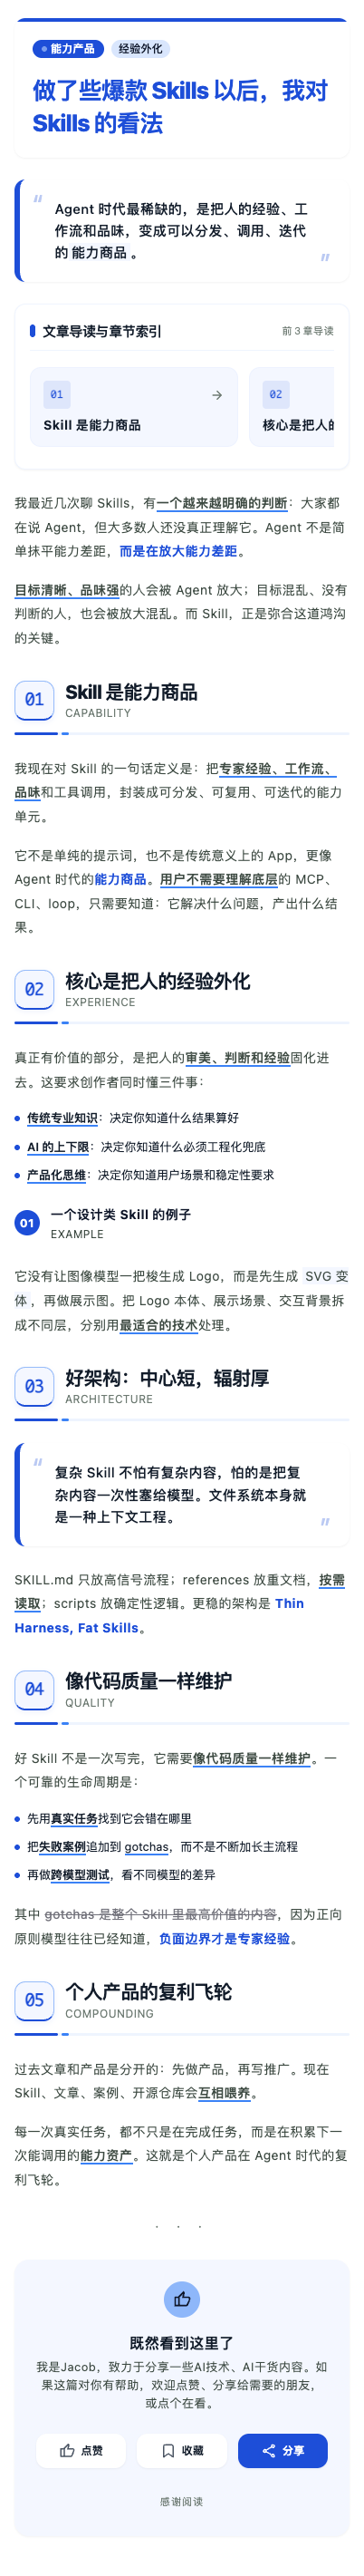 能力产品 经验外化
做了些爆款 Skills 以后，我对
Skills 的看法
“
Agent 时代最稀缺的，是把人的经验、工
作流和品味，变成可以分发、调用、迭代
的 能力商品 。
”
文章导读与章节索引 前 3 章导读
01 → 02
Skill 是能力商品 核心是把人的
我最近几次聊 Skills，有一个越来越明确的判断：大家都
在说 Agent，但大多数人还没真正理解它。Agent 不是简
单抹平能力差距，而是在放大能力差距。
目标清晰、品味强的人会被 Agent 放大；目标混乱、没有
判断的人，也会被放大混乱。而 Skill，正是弥合这道鸿沟
的关键。
01 Skill 是能力商品
CAPABILITY
我现在对 Skill 的一句话定义是：把专家经验、工作流、
品味和工具调用，封装成可分发、可复用、可迭代的能力
单元。
它不是单纯的提示词，也不是传统意义上的 App，更像
Agent 时代的能力商品。用户不需要理解底层的 MCP、
CLI、loop，只需要知道：它解决什么问题，产出什么结
果。
02 核心是把人的经验外化
EXPERIENCE
真正有价值的部分，是把人的审美、判断和经验固化进
去。这要求创作者同时懂三件事：
传统专业知识：决定你知道什么结果算好
AI 的上下限：决定你知道什么必须工程化兜底
产品化思维：决定你知道用户场景和稳定性要求
01 一个设计类 Skill 的例子
EXAMPLE
它没有让图像模型一把梭生成 Logo，而是先生成 SVG 变
体 ，再做展示图。把 Logo 本体、展示场景、交互背景拆
成不同层，分别用最适合的技术处理。
03 好架构：中心短，辐射厚
ARCHITECTURE
“
复杂 Skill 不怕有复杂内容，怕的是把复
杂内容一次性塞给模型。文件系统本身就
是一种上下文工程。
”
SKILL.md 只放高信号流程；references 放重文档，按需
读取；scripts 放确定性逻辑。更稳的架构是 Thin
Harness, Fat Skills。
04 像代码质量一样维护
QUALITY
好 Skill 不是一次写完，它需要像代码质量一样维护。一
个可靠的生命周期是：
先用真实任务找到它会错在哪里
把失败案例追加到 gotchas，而不是不断加长主流程
再做跨模型测试，看不同模型的差异
其中 gotchas 是整个 Skill 里最高价值的内容，因为正向
原则模型往往已经知道，负面边界才是专家经验。
05 个人产品的复利飞轮
COMPOUNDING
过去文章和产品是分开的：先做产品，再写推广。现在
Skill、文章、案例、开源仓库会互相喂养。
每一次真实任务，都不只是在完成任务，而是在积累下一
次能调用的能力资产。这就是个人产品在 Agent 时代的复
利飞轮。
· · ·
既然看到这里了
我是Jacob，致力于分享一些AI技术、AI干货内容。如
果这篇对你有帮助，欢迎点赞、分享给需要的朋友，
或点个在看。
点赞 收藏 分享
感谢阅读